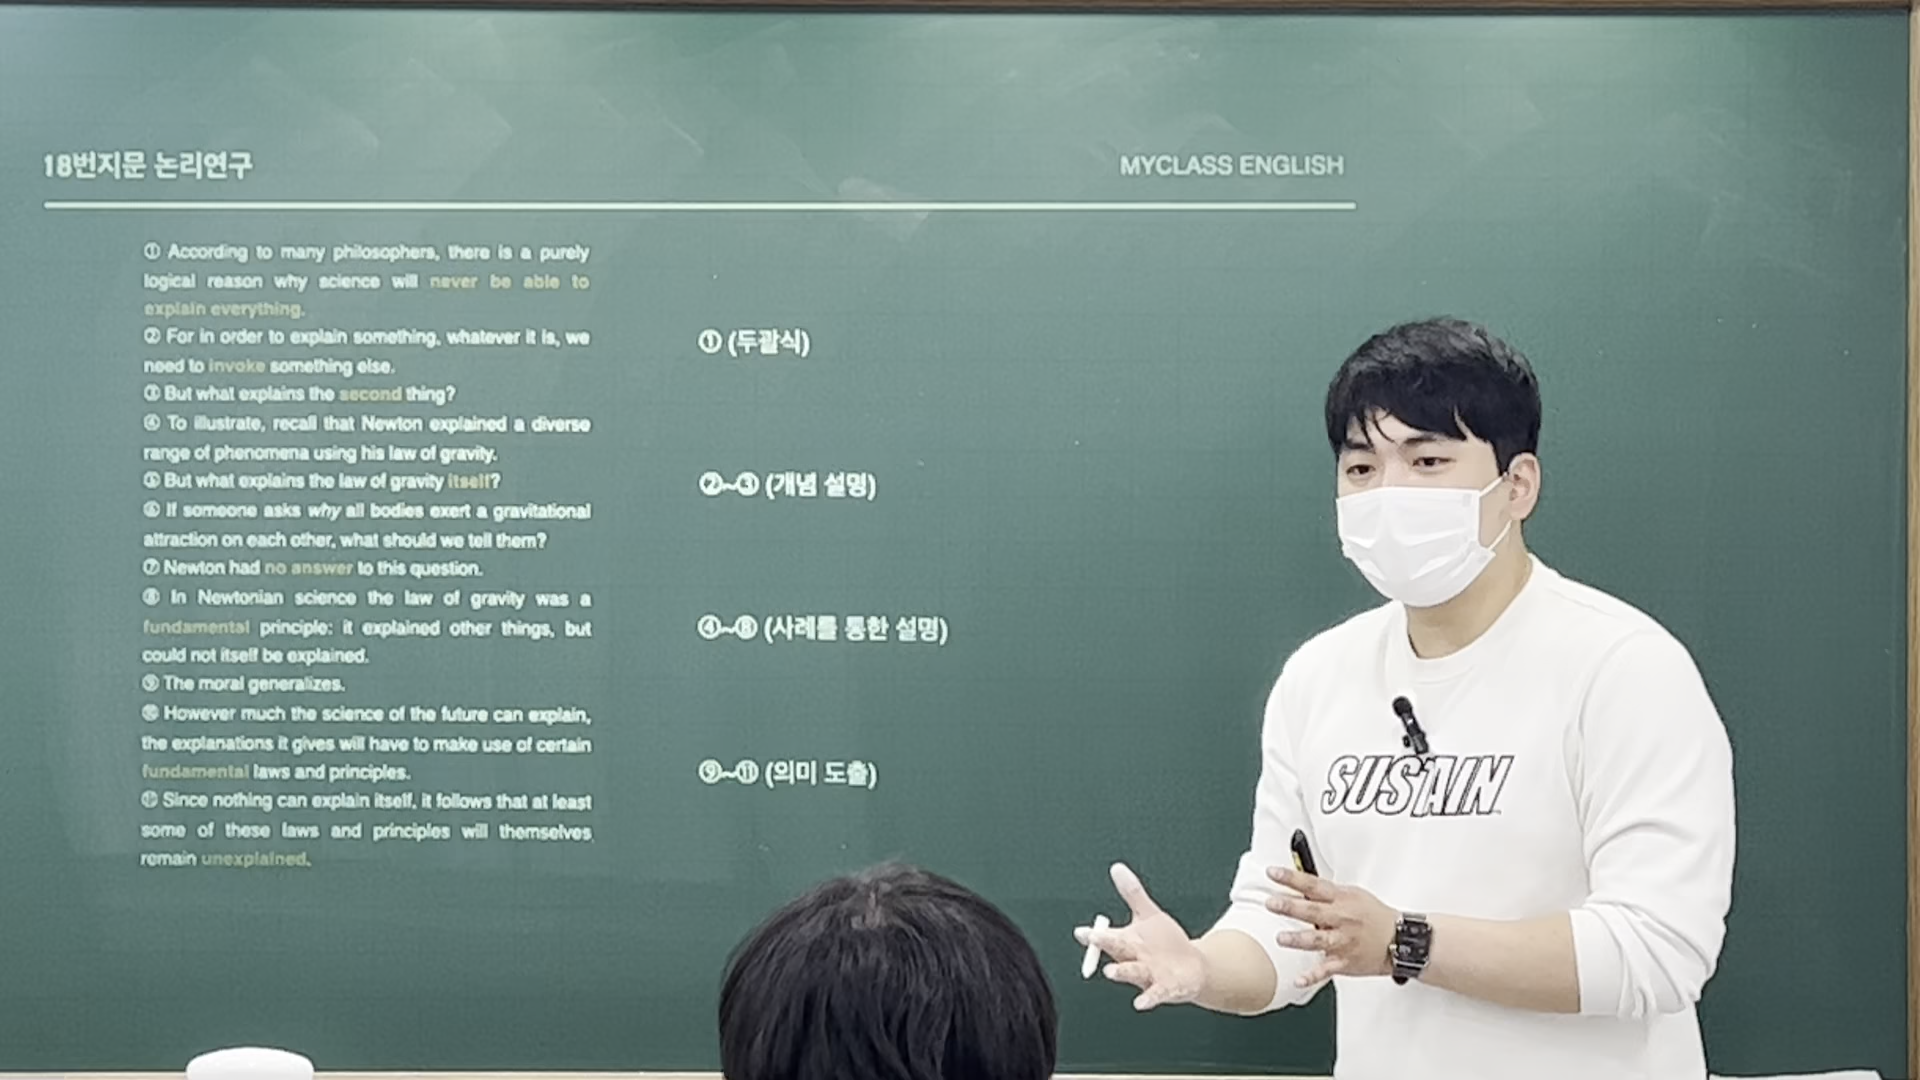 18번지문 논리연구
MYCLASS ENGLISH
① According to many philosophers, there is a purely
logical reason why science will never be able to
explain everything.
② For in order to explain something, whatever it is, we
need to invoke something else.
③ But what explains the second thing?
④ To illustrate, recall that Newton explained a diverse
range of phenomena using his law of gravity.
⑤ But what explains the law of gravity itself?
⑥ If someone asks why all bodies exert a gravitational
attraction on each other, what should we tell them?
⑦ Newton had no answer to this question.
⑧ In Newtonian science the law of gravity was a
fundamental principle: it explained other things, but
could not itself be explained.
⑨ The moral generalizes.
⑩ However much the science of the future can explain,
the explanations it gives will have to make use of certain
fundamental laws and principles.
⑪ Since nothing can explain itself, it follows that at least
some of these laws and principles will themselves
remain unexplained.
① (두괄식)
②~③ (개념 설명)
④~⑧ (사례를 통한 설명)
⑨~⑪ (의미 도출)
SUSTAIN